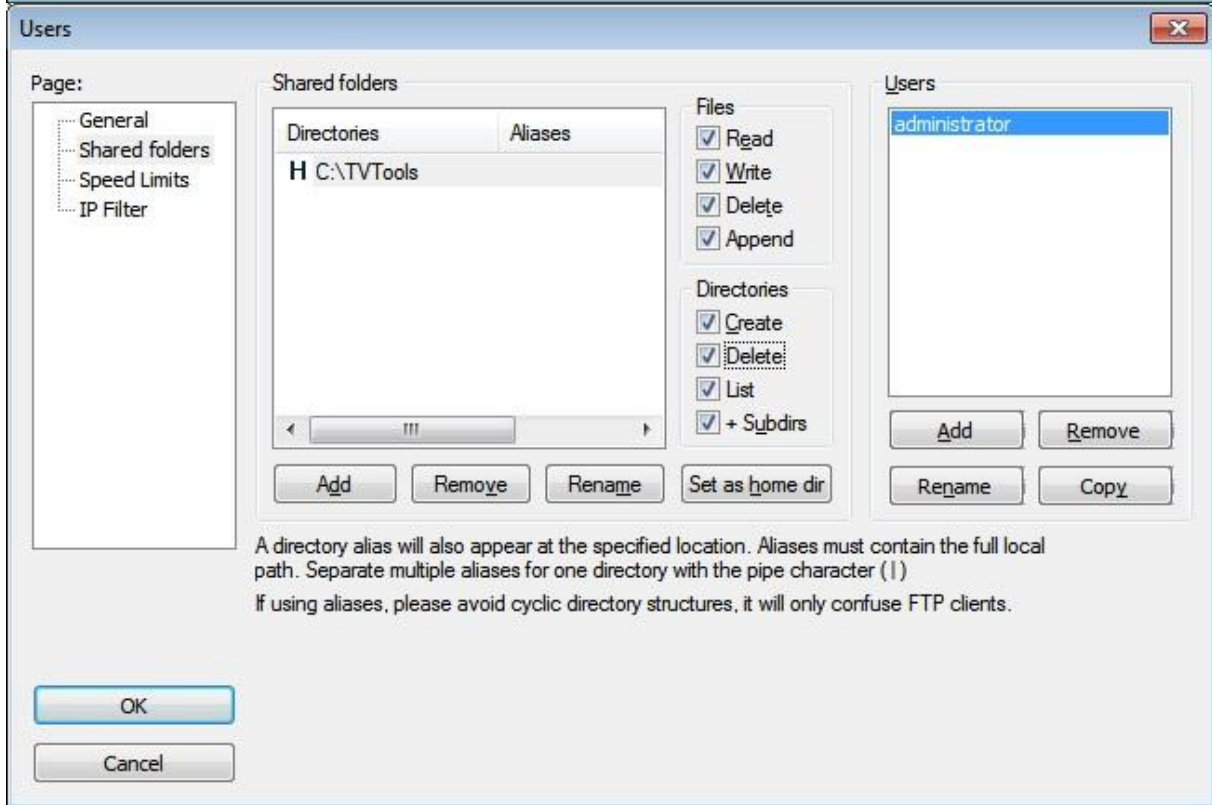 Users
Page:
General
Shared folders
Speed Limits
IP Filter
Shared folders
Directories Aliases
H C:\TVTools
Add Remove Rename Set as home dir
Files
Read
Write
Delete
Append
Directories
Create
Delete
List
+ Subdirs
Users
administrator
Add Remove
Rename Copy
A directory alias will also appear at the specified location. Aliases must contain the full local
path. Separate multiple aliases for one directory with the pipe character (|)
If using aliases, please avoid cyclic directory structures, it will only confuse FTP clients.
OK
Cancel